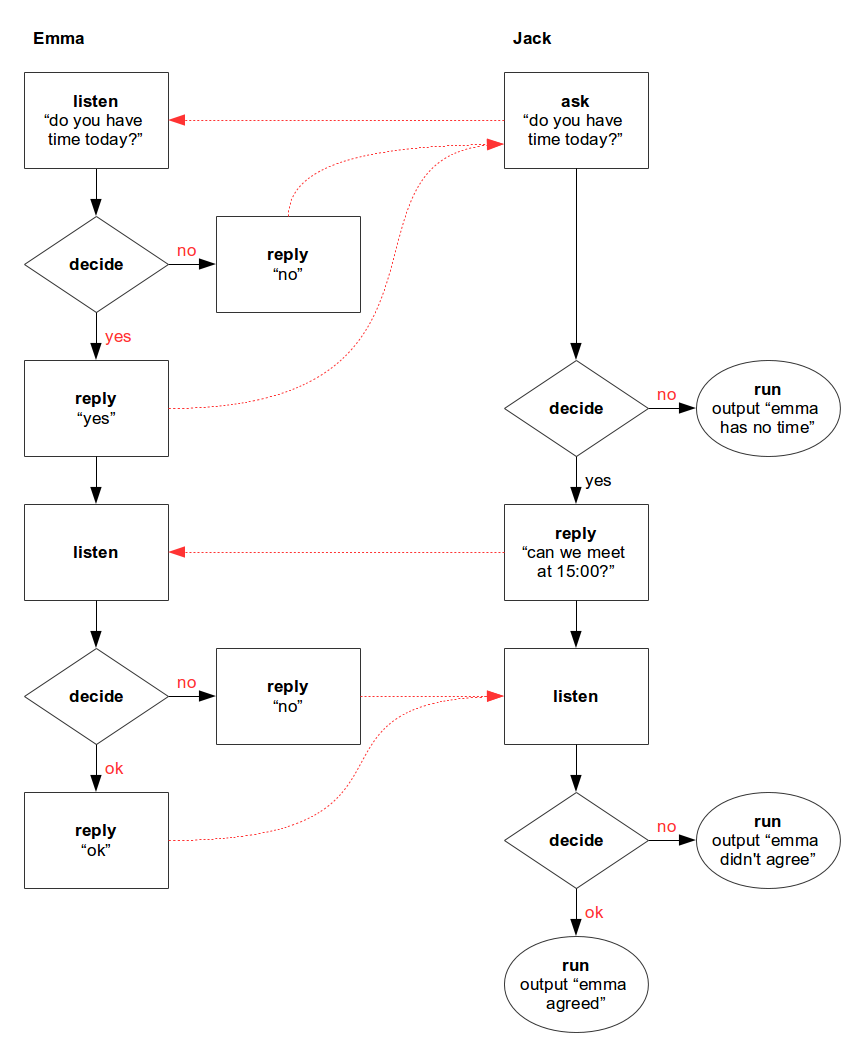 Emma
Jack
listen
“do you have
time today?”
ask
“do you have
time today?”
decide
no
reply
“no”
yes
reply
“yes”
decide
no
run
output “emma
has no time”
yes
listen
reply
“can we meet
at 15:00?”
decide
no
reply
“no”
listen
ok
reply
“ok”
decide
no
run
output “emma
didn't agree”
ok
run
output “emma
agreed”